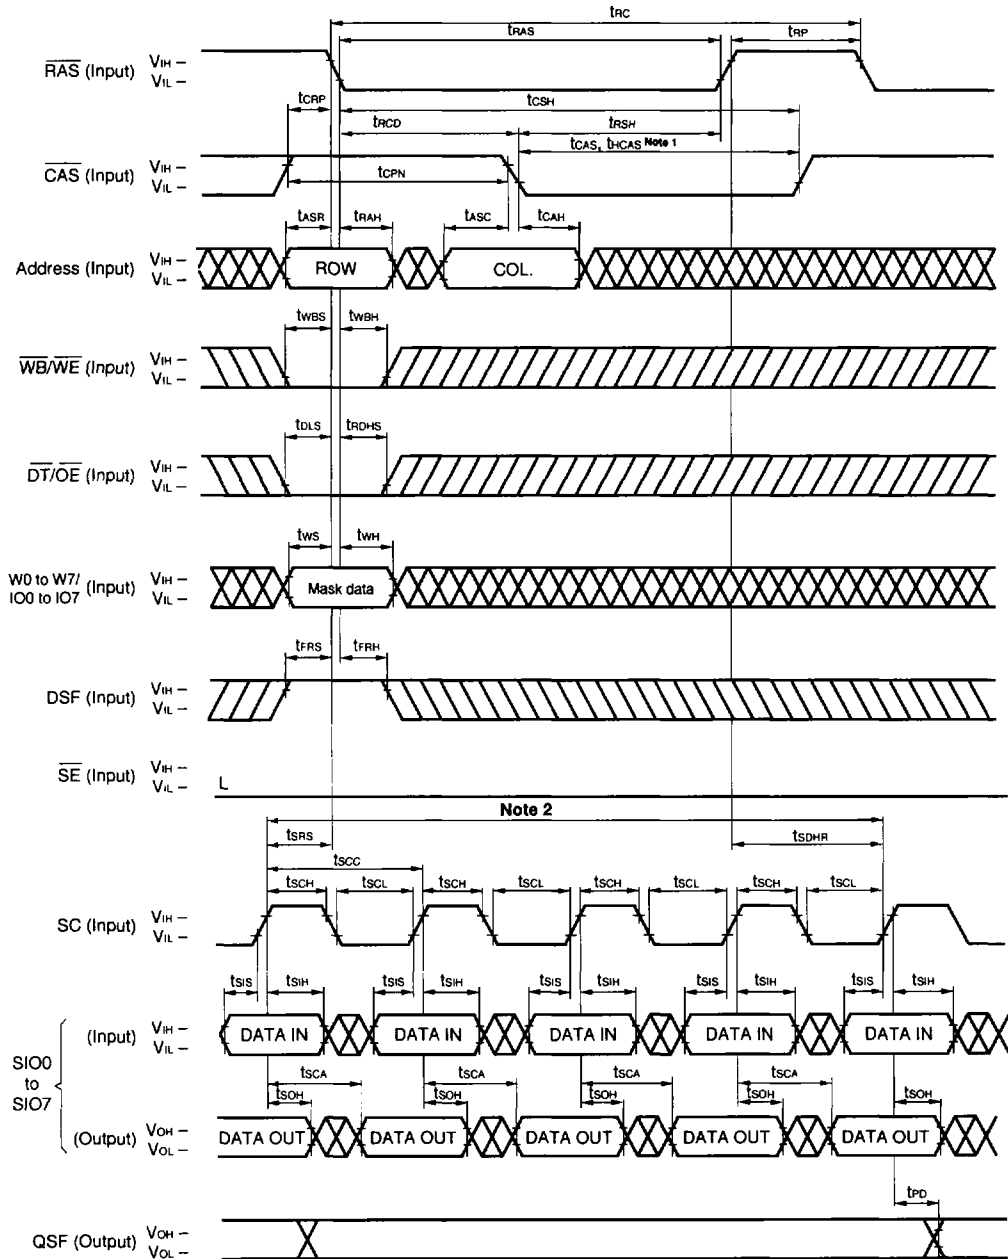 tRC
tRAS
tRP
RAS (Input)
VIH –
VIL –
tCRP
tCSH
tRCD
tRSH
tCAS, tHCAS Note 1
CAS (Input)
VIH –
VIL –
tCPN
tASR
tRAH
tASC
tCAH
Address (Input)
VIH –
VIL –
ROW
COL.
tWBS
tWBH
WB/WE (Input)
VIH –
VIL –
tDLS
tRDHS
DT/OE (Input)
VIH –
VIL –
tWS
tWH
W0 to W7/
IO0 to IO7 (Input)
VIH –
VIL –
Mask data
tFRS
tFRH
DSF (Input)
VIH –
VIL –
SE (Input)
VIH –
VIL –
L
Note 2
tSRS
tSDHR
tSCC
tSCH tSCL tSCH tSCL tSCH tSCL tSCH tSCL
SC (Input)
VIH –
VIL –
tSIS tSIH tSIS tSIH tSIS tSIH tSIS tSIH tSIS tSIH
(Input)
VIH –
VIL –
DATA IN DATA IN DATA IN DATA IN DATA IN
SIO0
to
SIO7
tSCA tSCA tSCA tSCA
tSOH tSOH tSOH tSOH tSOH
(Output)
VOH –
VOL –
DATA OUT DATA OUT DATA OUT DATA OUT DATA OUT
tPD
QSF (Output)
VOH –
VOL –